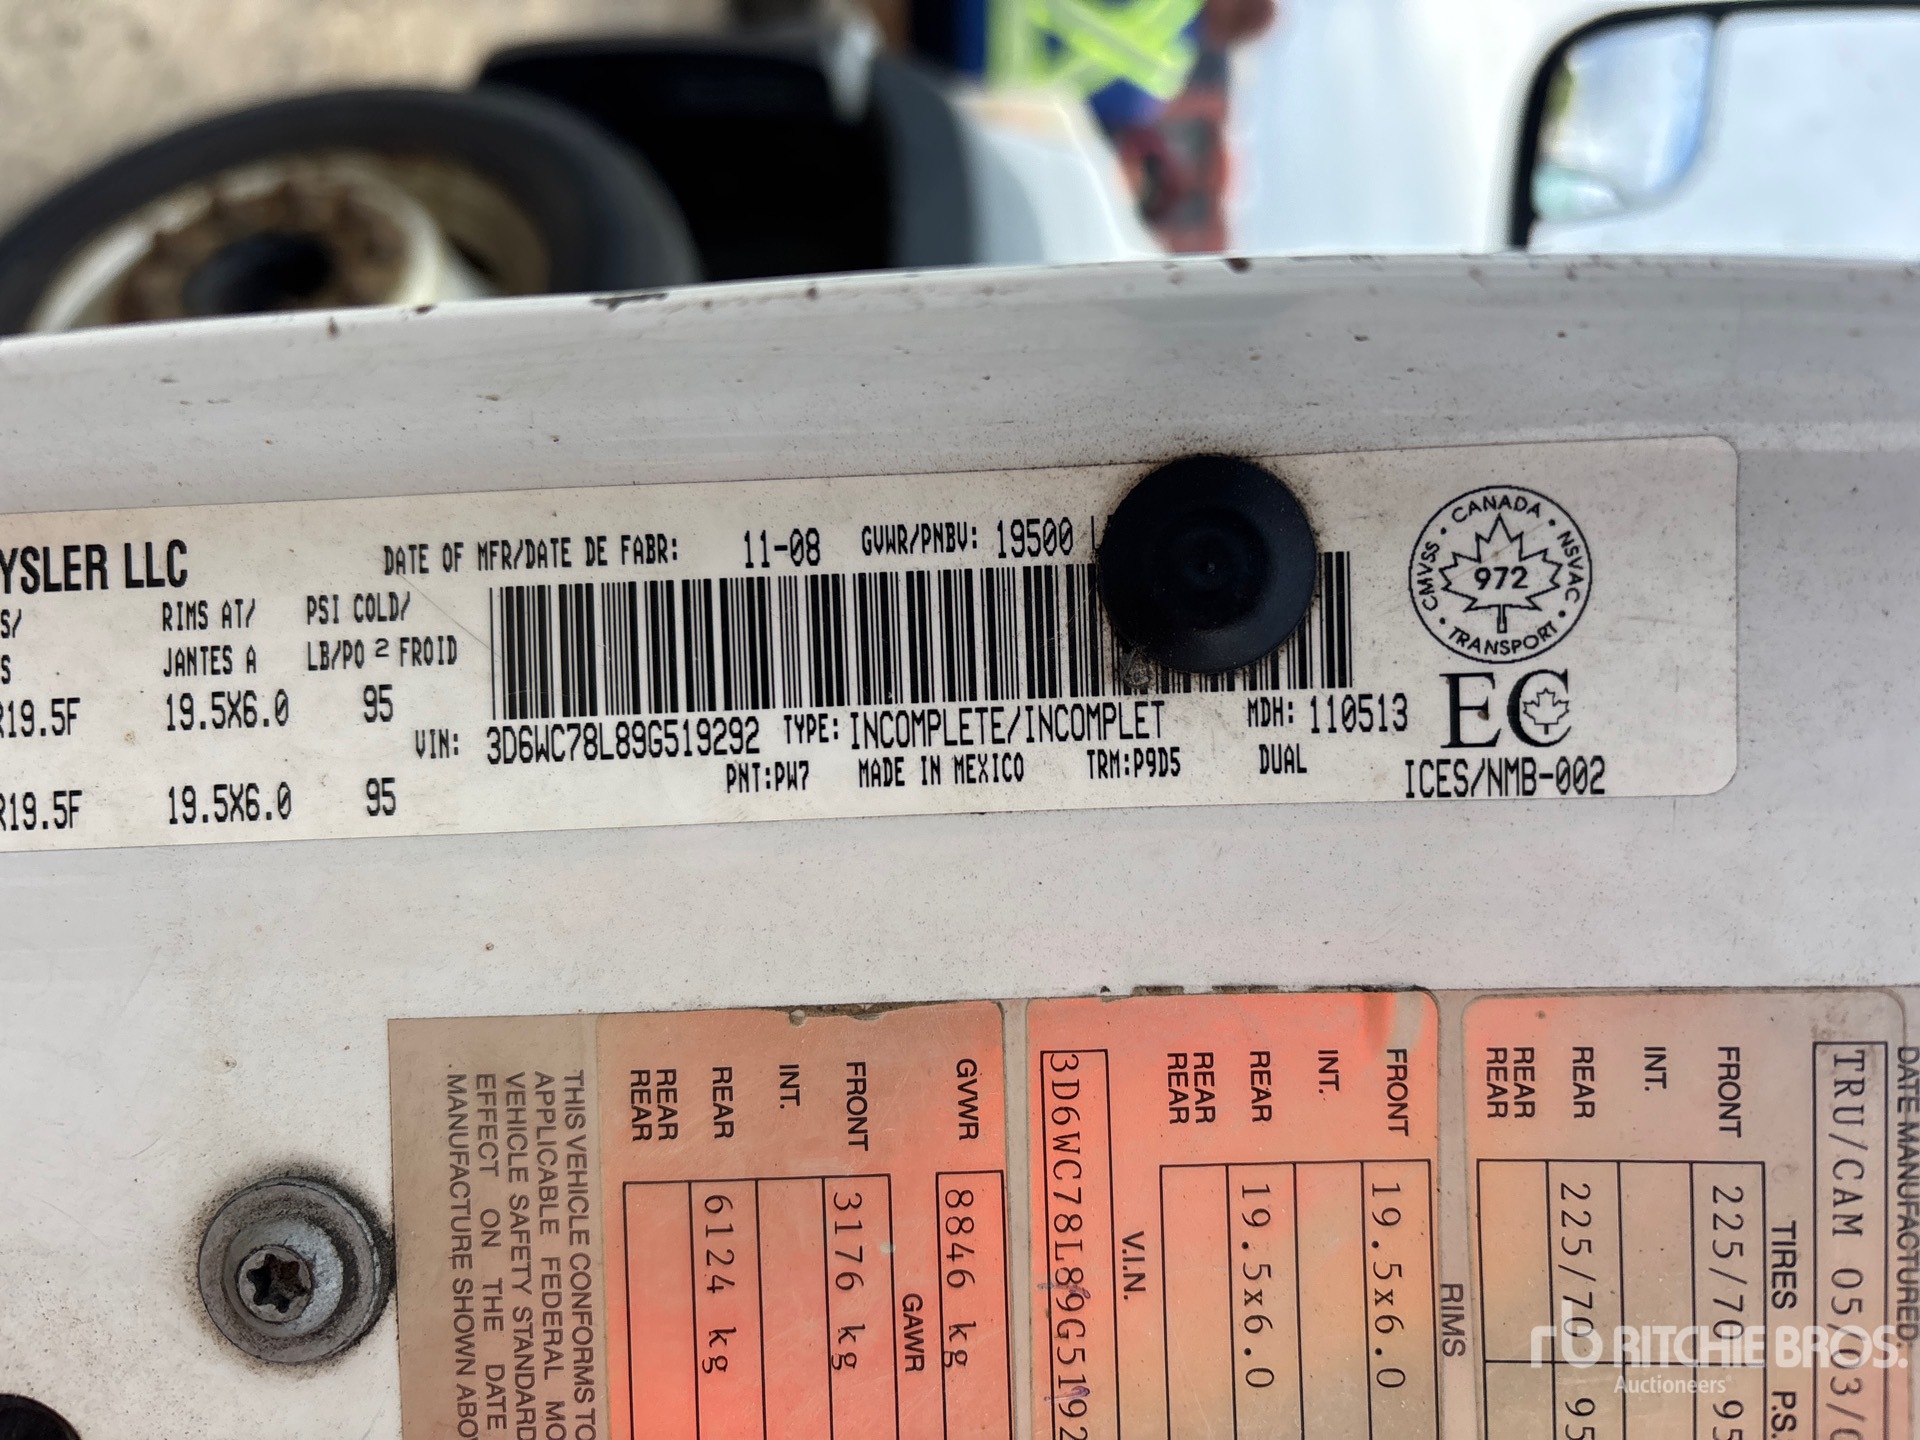 YSLER LLC
DATE OF MFR/DATE DE FABR: 11-08 GVWR/PNBV: 19500
RIMS AT/ PSI COLD/
JANTES A LB/PO 2 FROID
R19.5F 19.5X6.0 95
R19.5F 19.5X6.0 95
VIN: 3D6WC78L89G519292 TYPE: INCOMPLETE/INCOMPLET MDH: 110513
PNT:PW7 MADE IN MEXICO TRM:P9D5 DUAL
CANADA
CMVSS · NSVAC
972
TRANSPORT
EC
ICES/NMB-002
DATE MANUFACTURED
TRU/CAM 05/03/
TIRES P.S.
FRONT 225/70 95
INT.
REAR 225/70 95
REAR REAR
RIMS
FRONT 19.5x6.0
INT.
REAR 19.5x6.0
REAR REAR
V.I.N.
3D6WC78L89G5192
GVWR 8846 kg
GAWR
FRONT 3176 kg
INT.
REAR 6124 kg
REAR REAR
THIS VEHICLE CONFORMS TO
APPLICABLE FEDERAL MO
VEHICLE SAFETY STANDARD
EFFECT ON THE DATE
MANUFACTURE SHOWN ABO
RITCHIE BROS.
Auctioneers